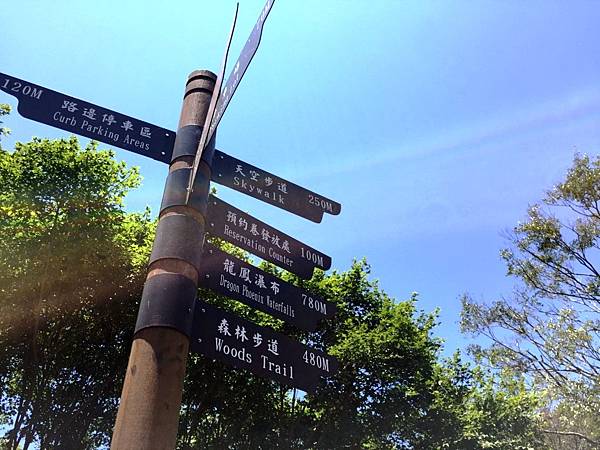 120M 路邊停車區
Curb Parking Areas
天空步道 250M
Skywalk
預約卷發放處 100M
Reservation Counter
龍鳳瀑布 780M
Dragon Phoenix Waterfalls
森林步道 480M
Woods Trail